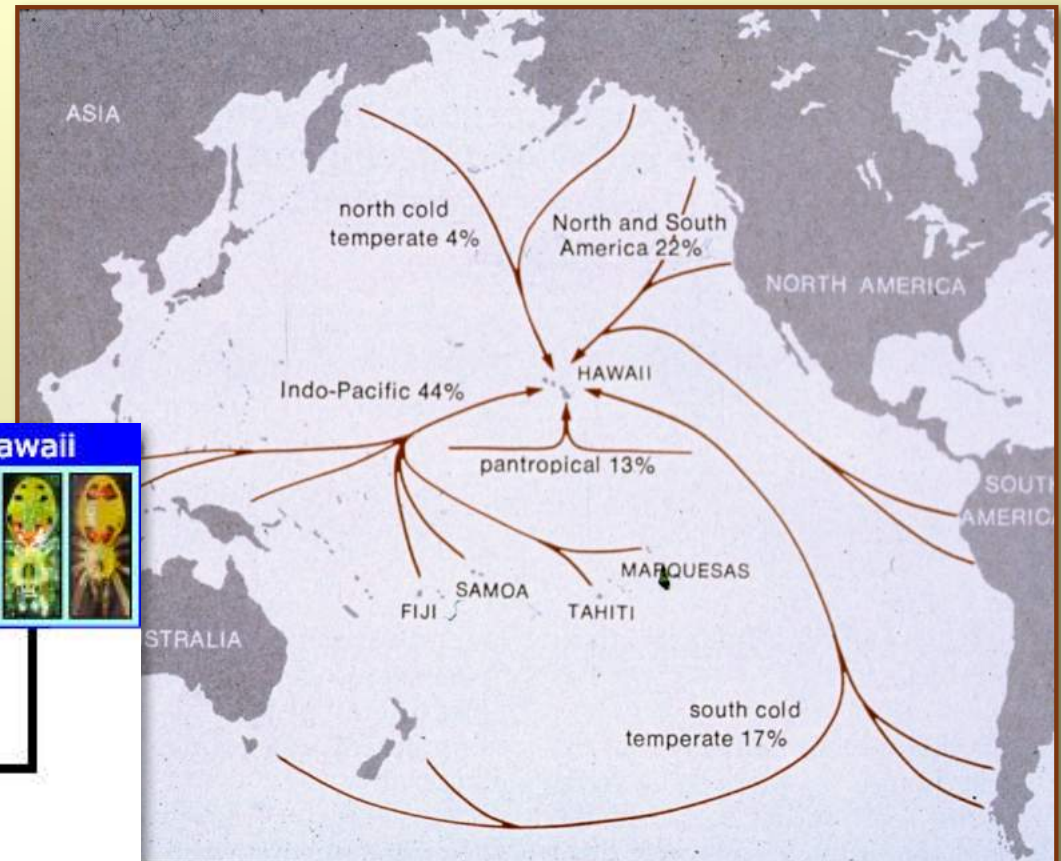 ASIA
north cold
temperate 4%
North and South
America 22%
NORTH AMERICA
HAWAII
Indo-Pacific 44%
pantropical 13%
awaii
SOUTH
AMERIC
MARQUESAS
SAMOA
FIJI
TAHITI
STRALIA
south cold
temperate 17%